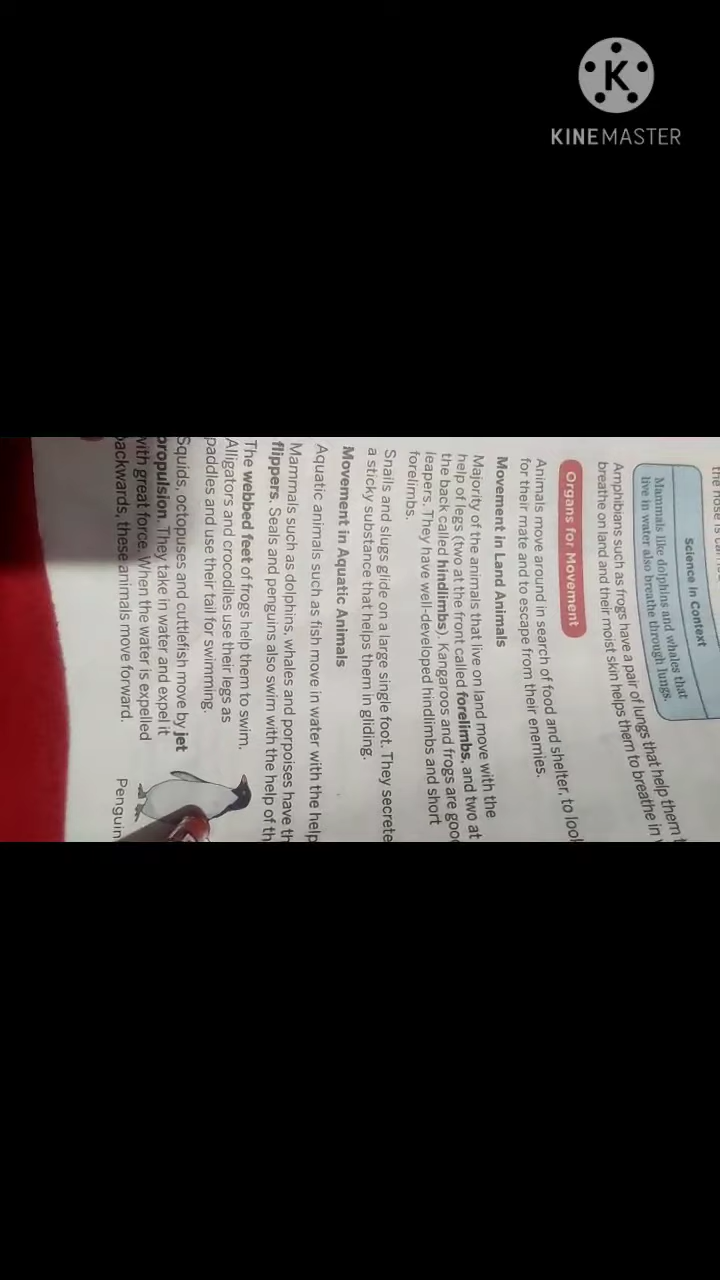 KINEMASTER
the nose
Science in Context
Mammals like dolphins and whales that
live in water also breathe through lungs.
Amphibians such as frogs have a pair of lungs that help them
breathe on land and their moist skin helps them to breathe in
Organs for Movement
Animals move around in search of food and shelter, to
for their mate and to escape from their enemies.
Movement in Land Animals
Majority of the animals that live on land move with the
help of legs (two at the front called forelimbs, and two at
the back called hindlimbs). Kangaroos and frogs are
leapers. They have well-developed hindlimbs and short
forelimbs.
Snails and slugs glide on a large single foot. They secrete
a sticky substance that helps them in gliding.
Movement in Aquatic Animals
Aquatic animals such as fish move in water with the help
Mammals such as dolphins, whales and porpoises have
flippers. Seals and penguins also swim with the help of
The webbed feet of frogs help them to swim.
Alligators and crocodiles use their legs as
paddles and use their tail for swimming.
Squids, octopuses and cuttlefish move by jet
propulsion. They take in water and expel it
with great force. When the water is expelled
backwards, these animals move forward.
Penguin